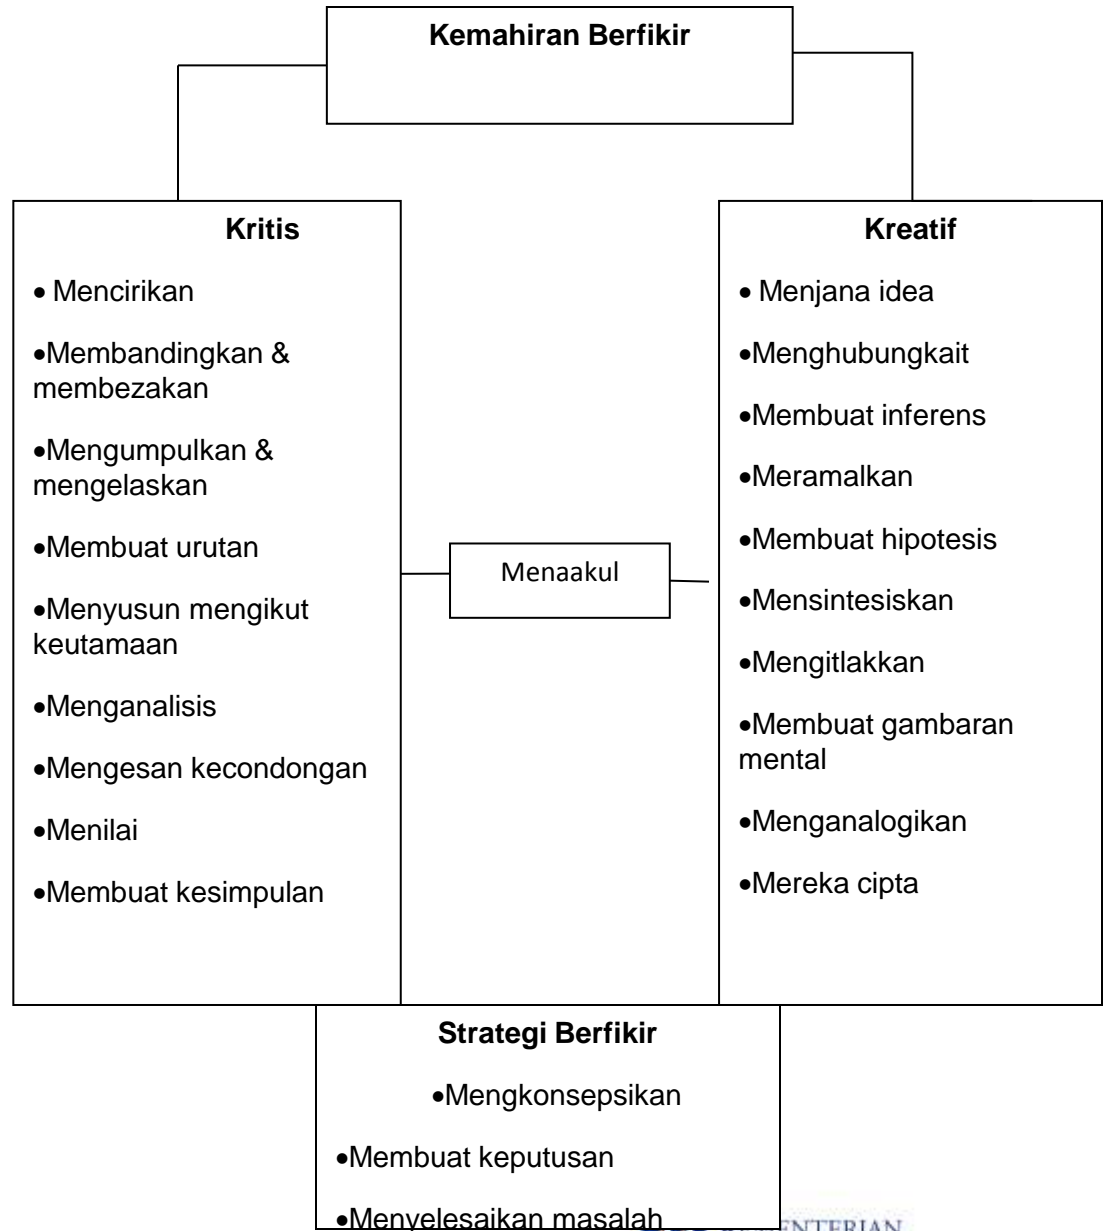 Kemahiran Berfikir
Kritis
• Mencirikan
•Membandingkan &
membezakan
•Mengumpulkan &
mengelaskan
•Membuat urutan
•Menyusun mengikut
keutamaan
•Menganalisis
•Mengesan kecondongan
•Menilai
•Membuat kesimpulan
Menaakul
Kreatif
• Menjana idea
•Menghubungkait
•Membuat inferens
•Meramalkan
•Membuat hipotesis
•Mensintesiskan
•Mengitlakkan
•Membuat gambaran
mental
•Menganalogikan
•Mereka cipta
Strategi Berfikir
•Mengkonsepsikan
•Membuat keputusan
•Menyelesaikan masalah